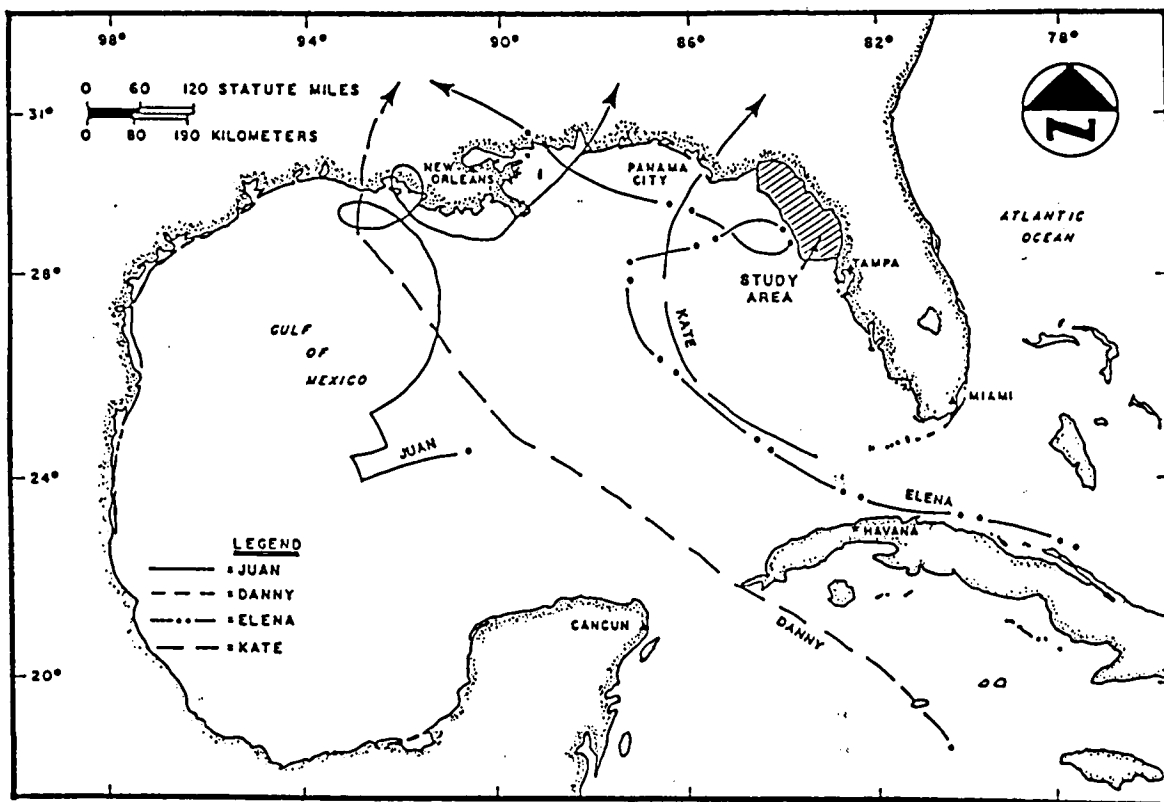 98° 94° 90° 86° 82° 78°
0 60 120 STATUTE MILES
0 80 190 KILOMETERS
31°
28°
24°
20°
N
NEW
ORLEANS
PANAMA
CITY
ATLANTIC
OCEAN
STUDY
AREA
TAMPA
GULF
OF
MEXICO
KATE
MIAMI
JUAN
ELENA
HAVANA
LEGEND
= JUAN
= DANNY
= ELENA
= KATE
CANCUN
DANNY